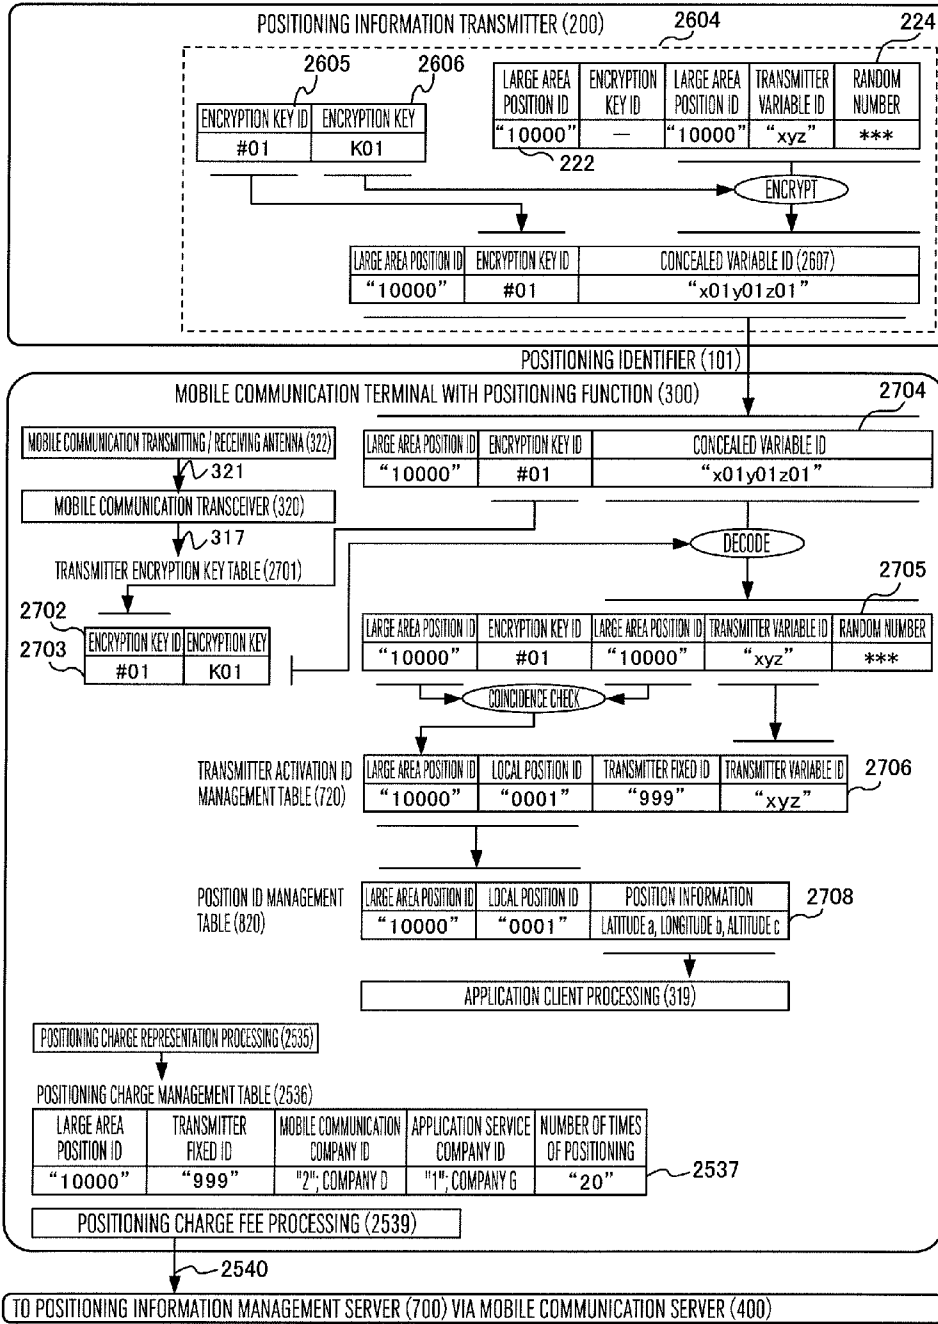 POSITIONING INFORMATION TRANSMITTER (200)
2604
224
2605
2606
LARGE AREA POSITION ID
ENCRYPTION KEY ID
LARGE AREA POSITION ID
TRANSMITTER VARIABLE ID
RANDOM NUMBER
"10000"
—
"10000"
"xyz"
***
ENCRYPTION KEY ID
ENCRYPTION KEY
#01
K01
222
ENCRYPT
LARGE AREA POSITION ID
ENCRYPTION KEY ID
CONCEALED VARIABLE ID (2607)
"10000"
#01
"x01y01z01"
POSITIONING IDENTIFIER (101)
MOBILE COMMUNICATION TERMINAL WITH POSITIONING FUNCTION (300)
2704
MOBILE COMMUNICATION TRANSMITTING / RECEIVING ANTENNA (322)
321
MOBILE COMMUNICATION TRANSCEIVER (320)
317
TRANSMITTER ENCRYPTION KEY TABLE (2701)
LARGE AREA POSITION ID
ENCRYPTION KEY ID
CONCEALED VARIABLE ID
"10000"
#01
"x01y01z01"
DECODE
2705
2702
2703
ENCRYPTION KEY ID
ENCRYPTION KEY
#01
K01
LARGE AREA POSITION ID
ENCRYPTION KEY ID
LARGE AREA POSITION ID
TRANSMITTER VARIABLE ID
RANDOM NUMBER
"10000"
#01
"10000"
"xyz"
***
COINCIDENCE CHECK
TRANSMITTER ACTIVATION ID
MANAGEMENT TABLE (720)
LARGE AREA POSITION ID
LOCAL POSITION ID
TRANSMITTER FIXED ID
TRANSMITTER VARIABLE ID
"10000"
"0001"
"999"
"xyz"
2706
POSITION ID MANAGEMENT
TABLE (820)
LARGE AREA POSITION ID
LOCAL POSITION ID
POSITION INFORMATION
"10000"
"0001"
LATITUDE a, LONGITUDE b, ALTITUDE c
2708
APPLICATION CLIENT PROCESSING (319)
POSITIONING CHARGE REPRESENTATION PROCESSING (2535)
POSITIONING CHARGE MANAGEMENT TABLE (2536)
LARGE AREA POSITION ID
TRANSMITTER FIXED ID
MOBILE COMMUNICATION COMPANY ID
APPLICATION SERVICE COMPANY ID
NUMBER OF TIMES OF POSITIONING
"10000"
"999"
"2"; COMPANY D
"1"; COMPANY G
"20"
2537
POSITIONING CHARGE FEE PROCESSING (2539)
2540
TO POSITIONING INFORMATION MANAGEMENT SERVER (700) VIA MOBILE COMMUNICATION SERVER (400)